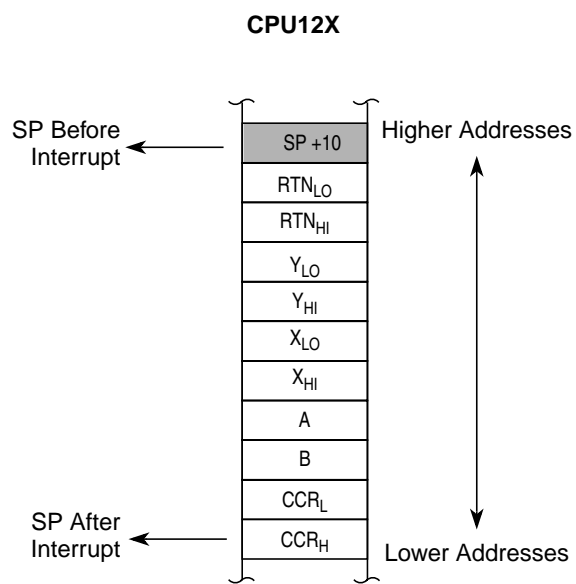 CPU12X
SP Before
Interrupt
SP +10
Higher Addresses
RTNLO
RTNHI
YLO
YHI
XLO
XHI
A
B
CCRL
SP After
Interrupt
CCRH
Lower Addresses